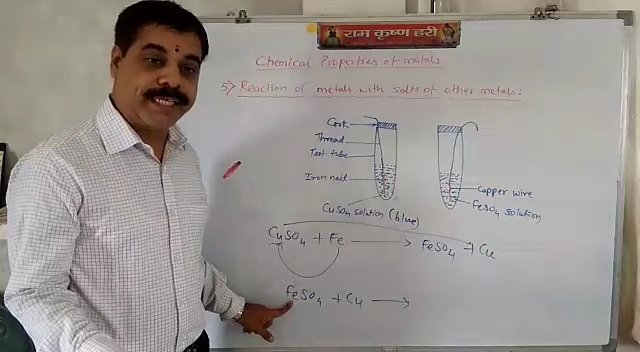 राम कृष्ण हरी
Chemical Properties of metals.
5) Reaction of metals with salts of other metals:
Cork
Thread
Test tube
Iron nail
CuSO4 solution (blue)
Copper wire
FeSO4 solution
CuSO4 + Fe → FeSO4 + Cu
FeSO4 + Cu →